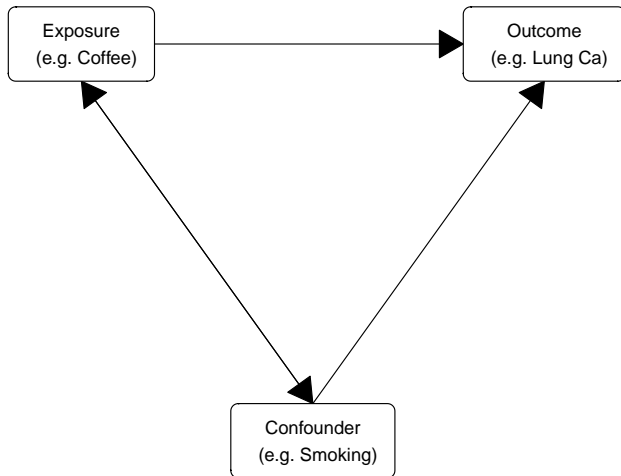 Exposure
(e.g. Coffee)
Outcome
(e.g. Lung Ca)
Confounder
(e.g. Smoking)